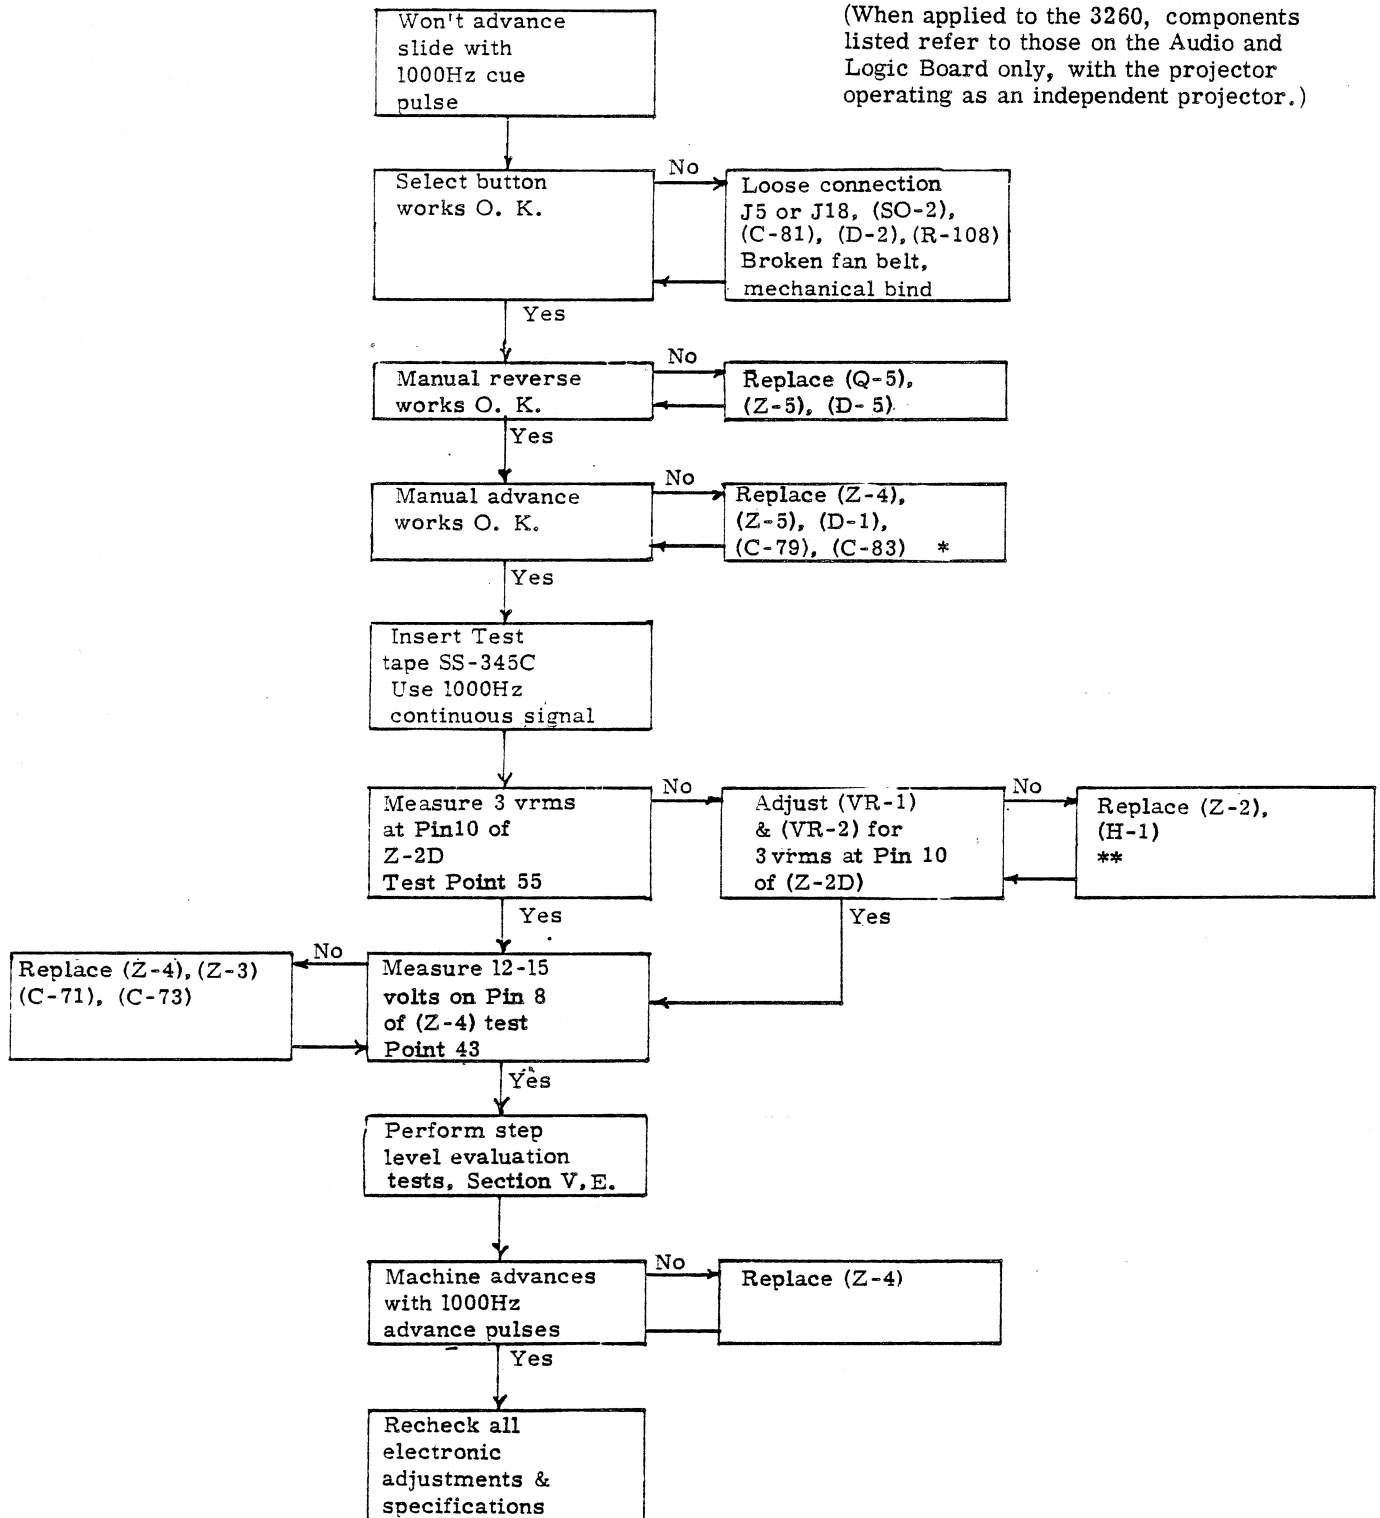 Won't advance
slide with
1000Hz cue
pulse
(When applied to the 3260, components
listed refer to those on the Audio and
Logic Board only, with the projector
operating as an independent projector.)
Select button
works O. K.
No
Loose connection
J5 or J18, (SO-2),
(C-81), (D-2), (R-108)
Broken fan belt,
mechanical bind
Yes
Manual reverse
works O. K.
No
Replace (Q-5),
(Z-5), (D-5)
Yes
Manual advance
works O. K.
No
Replace (Z-4),
(Z-5), (D-1),
(C-79), (C-83) *
Yes
Insert Test
tape SS-345C
Use 1000Hz
continuous signal
Measure 3 vrms
at Pin10 of
Z-2D
Test Point 55
No
Adjust (VR-1)
& (VR-2) for
3 vrms at Pin 10
of (Z-2D)
No
Replace (Z-2),
(H-1)
**
Yes
Yes
Measure 12-15
volts on Pin 8
of (Z-4) test
Point 43
No
Replace (Z-4), (Z-3)
(C-71), (C-73)
Yes
Perform step
level evaluation
tests, Section V, E.
Machine advances
with 1000Hz
advance pulses
No
Replace (Z-4)
Yes
Recheck all
electronic
adjustments &
specifications